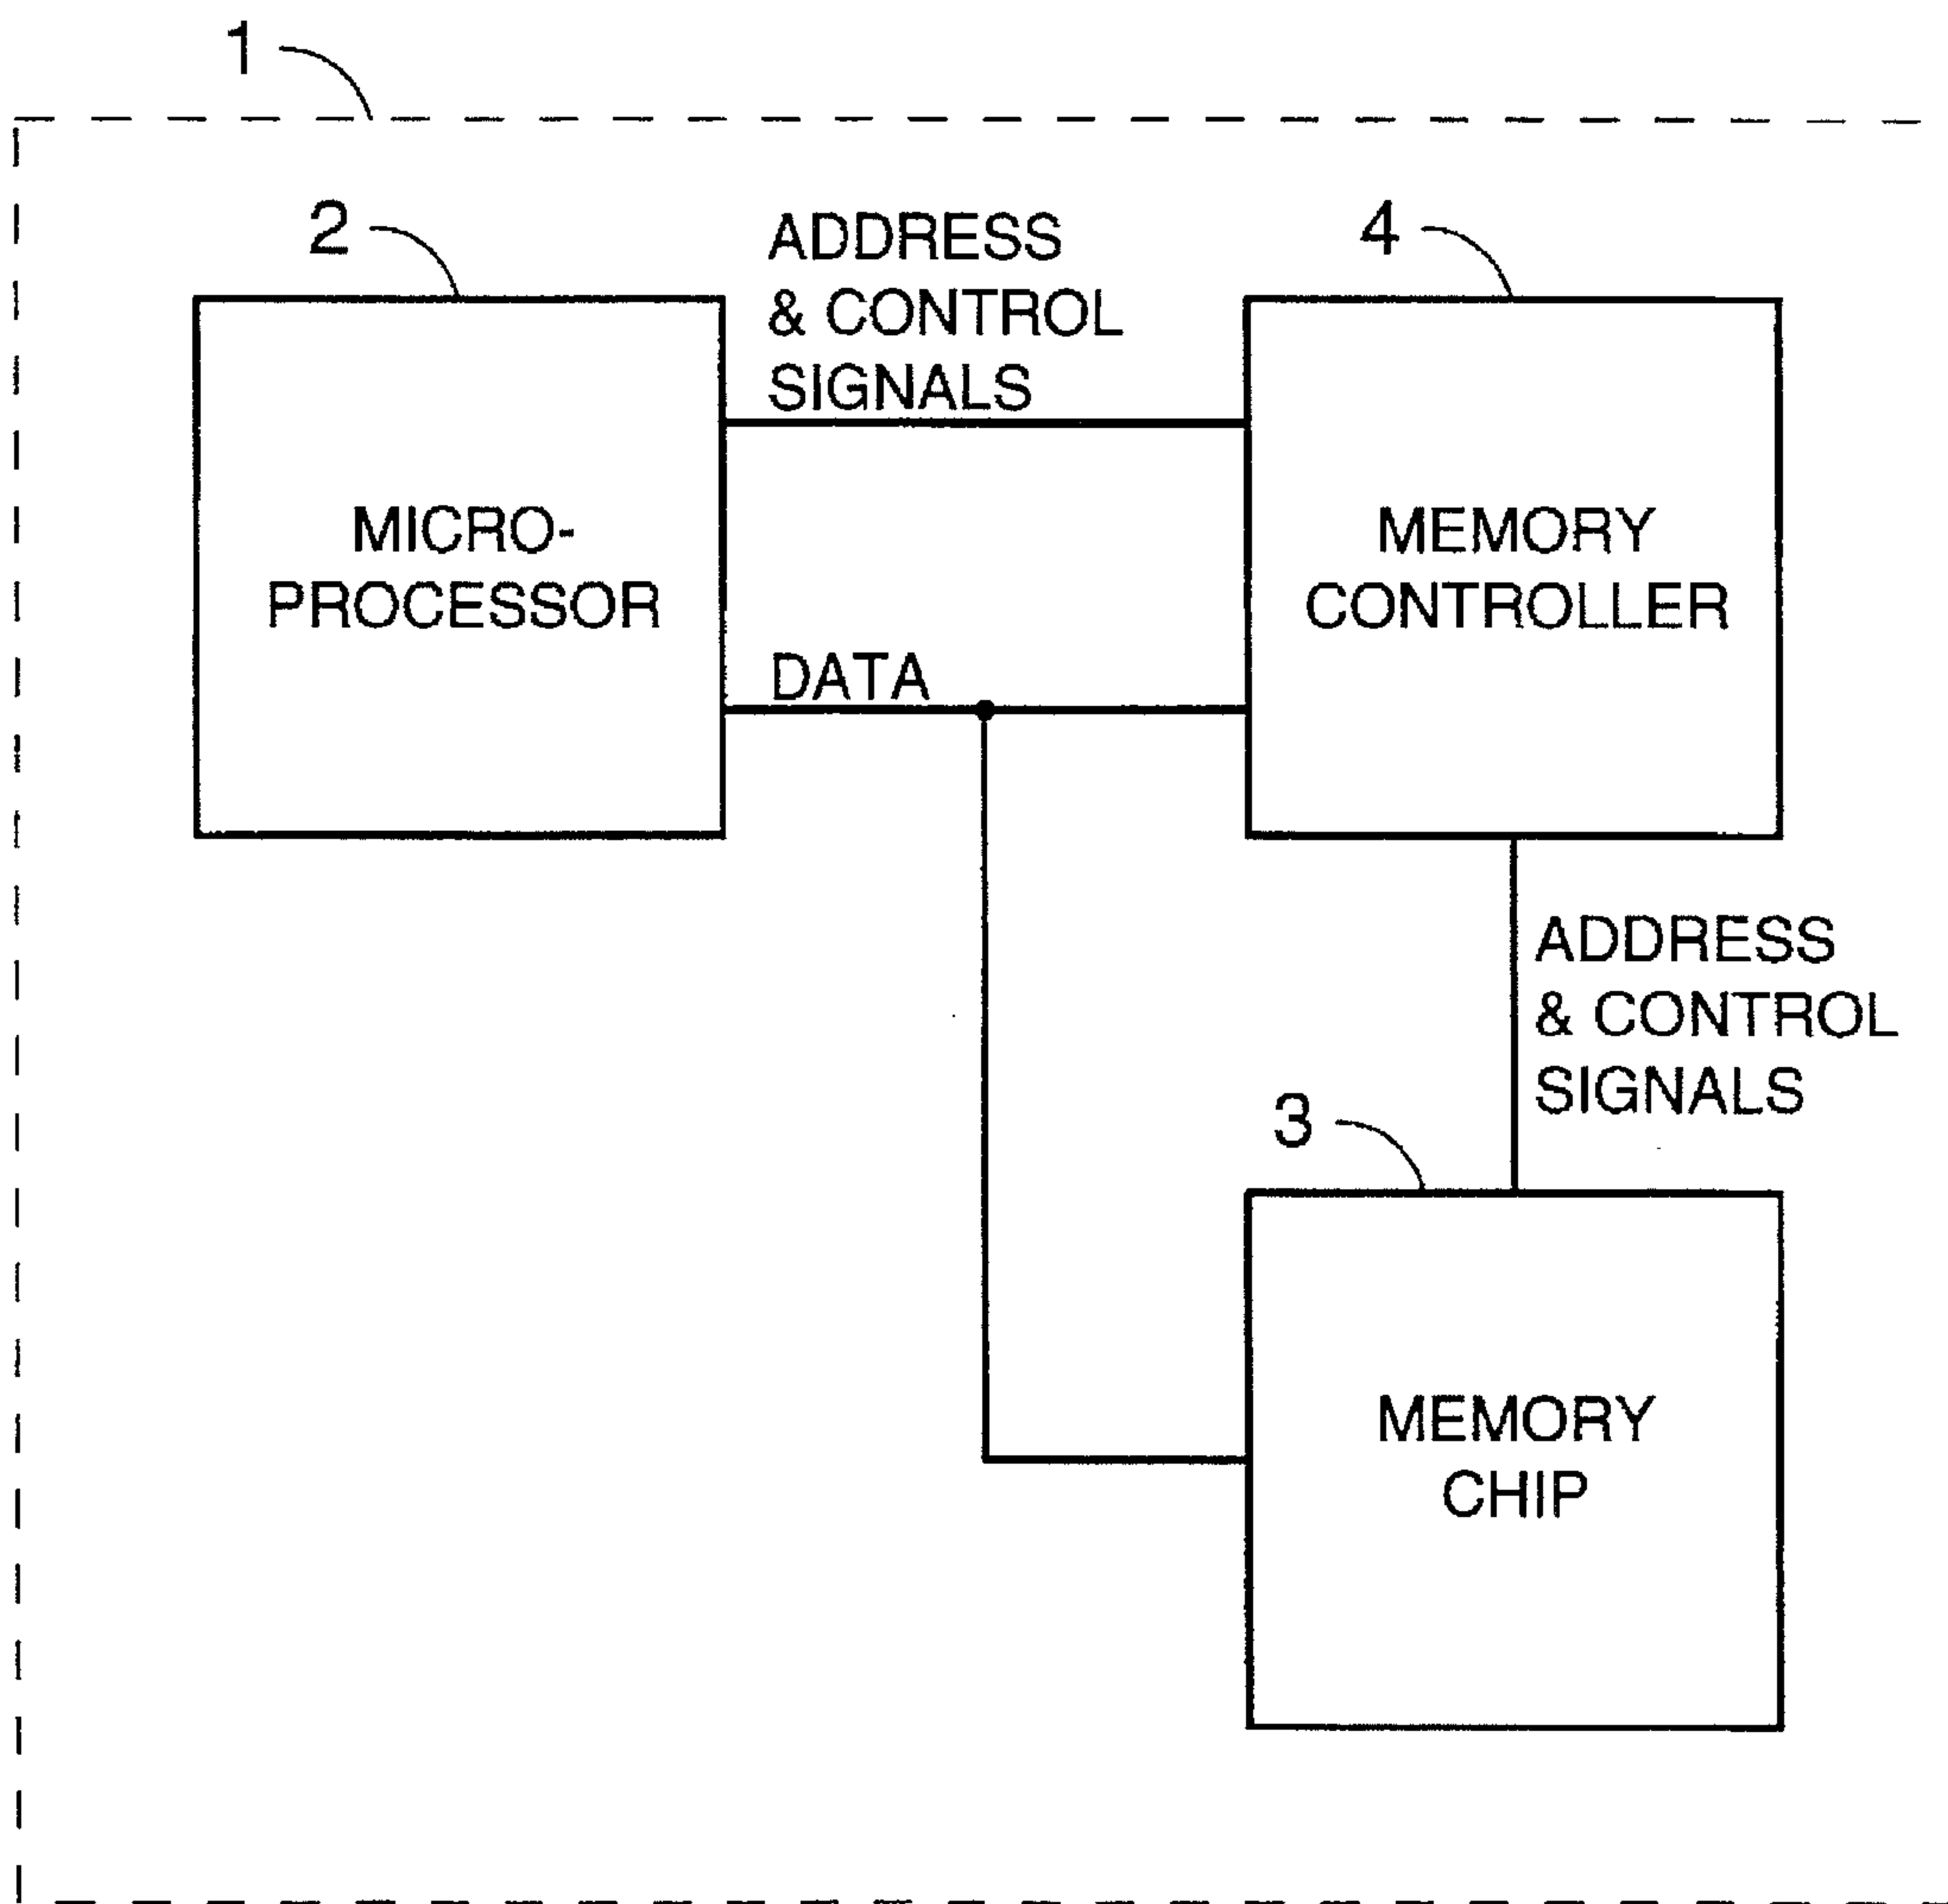 1
2
ADDRESS
& CONTROL
SIGNALS
4
MICRO-
PROCESSOR
MEMORY
CONTROLLER
DATA
ADDRESS
& CONTROL
SIGNALS
3
MEMORY
CHIP